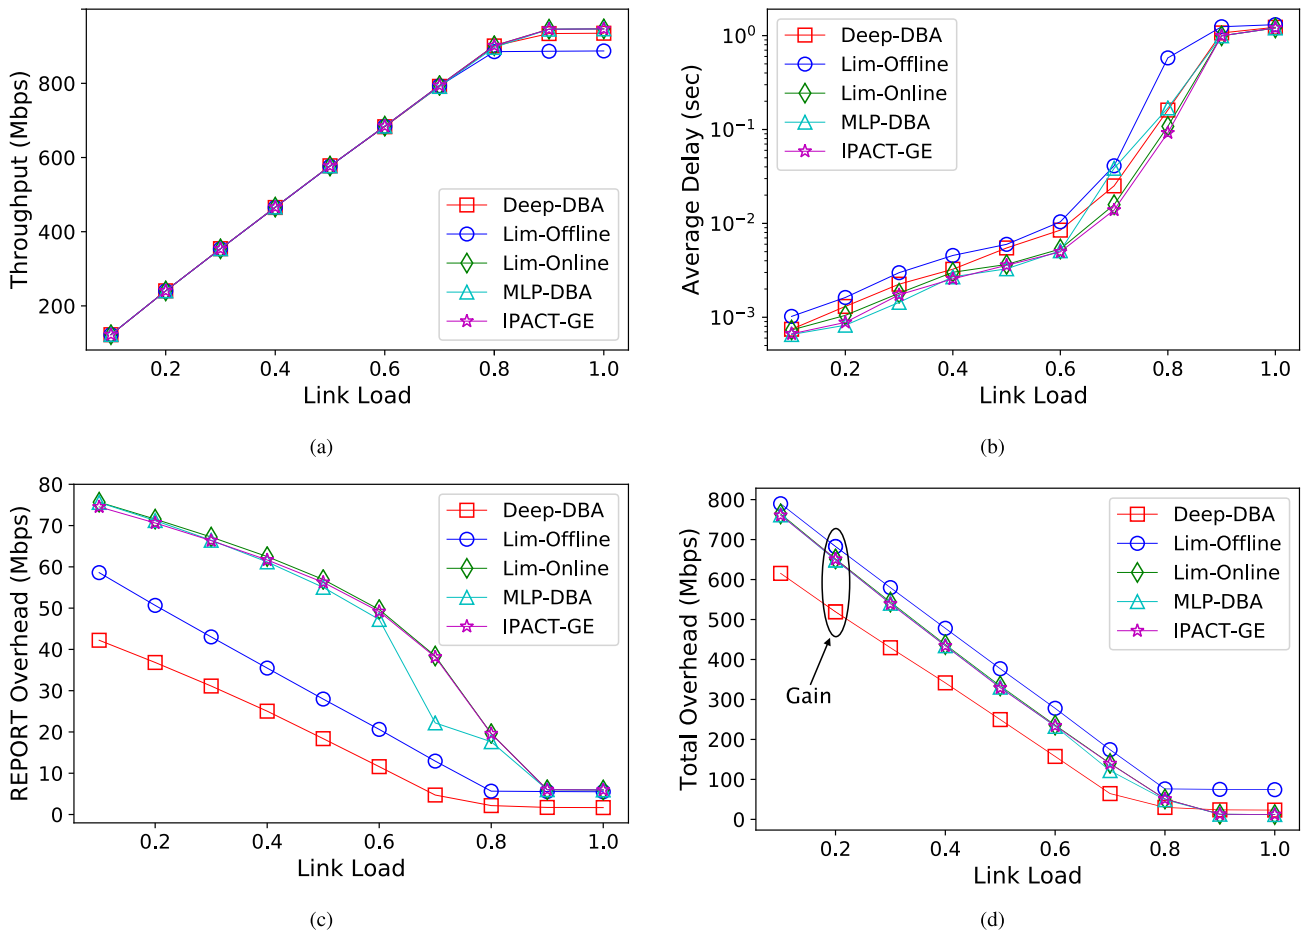 800
600
400
200
Throughput (Mbps)
Deep-DBA
Lim-Offline
Lim-Online
MLP-DBA
IPACT-GE
0.2
0.4
0.6
0.8
1.0
Link Load
(a)
10⁰
10⁻¹
10⁻²
10⁻³
Average Delay (sec)
Deep-DBA
Lim-Offline
Lim-Online
MLP-DBA
IPACT-GE
0.2
0.4
0.6
0.8
1.0
Link Load
(b)
80
70
60
50
40
30
20
10
0
REPORT Overhead (Mbps)
Deep-DBA
Lim-Offline
Lim-Online
MLP-DBA
IPACT-GE
0.2
0.4
0.6
0.8
1.0
Link Load
(c)
800
700
600
500
400
300
200
100
0
Total Overhead (Mbps)
Deep-DBA
Lim-Offline
Lim-Online
MLP-DBA
IPACT-GE
Gain
0.2
0.4
0.6
0.8
1.0
Link Load
(d)